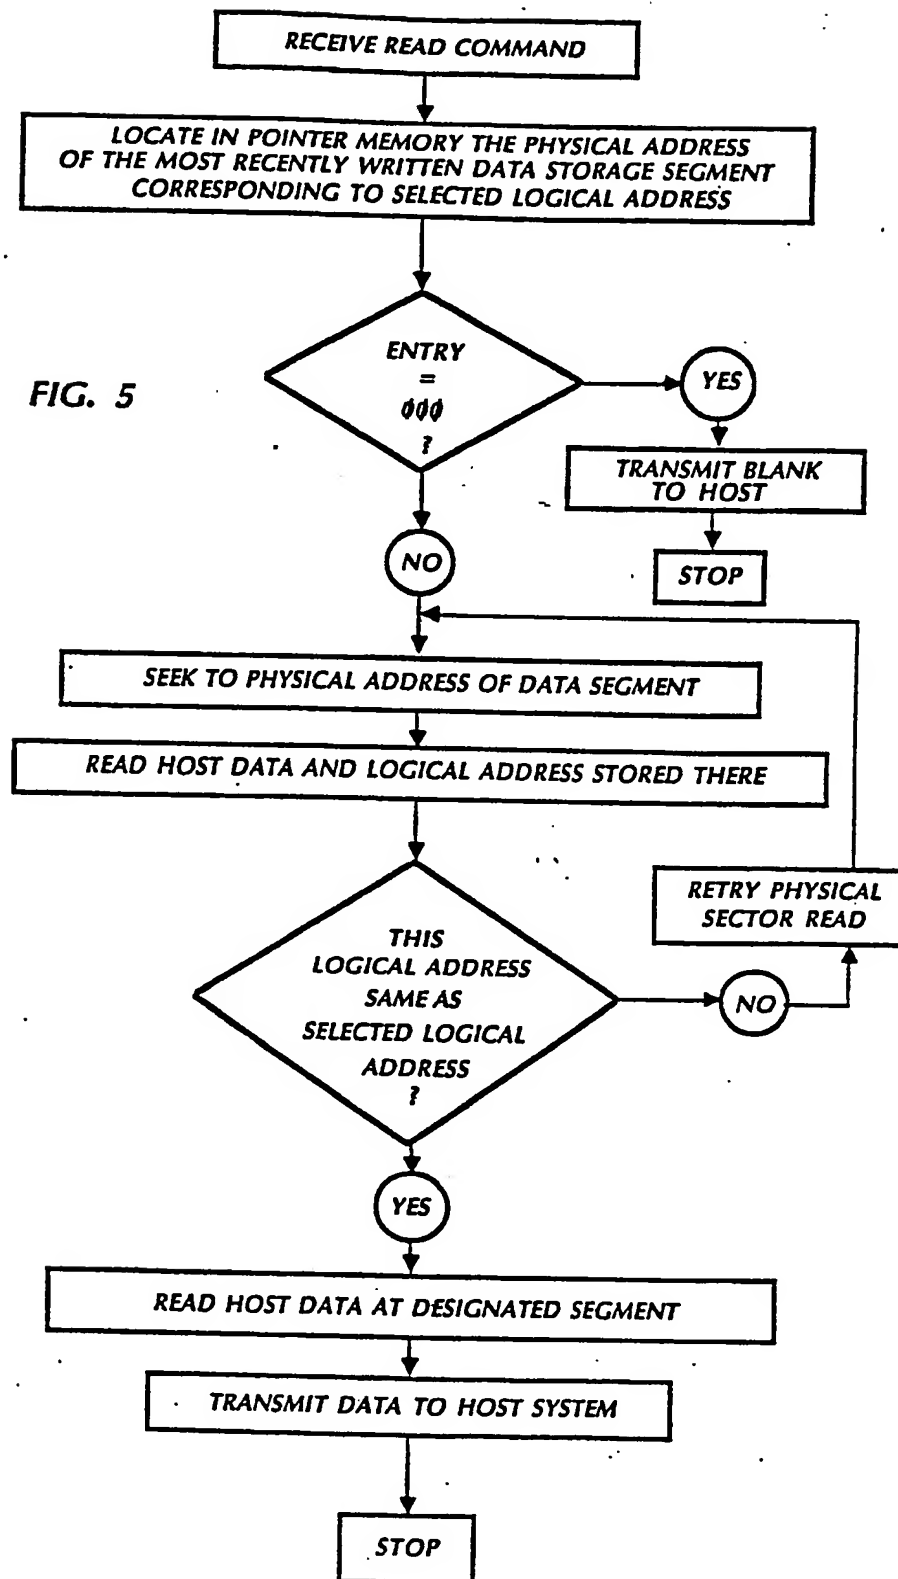 RECEIVE READ COMMAND
LOCATE IN POINTER MEMORY THE PHYSICAL ADDRESS
OF THE MOST RECENTLY WRITTEN DATA STORAGE SEGMENT
CORRESPONDING TO SELECTED LOGICAL ADDRESS
FIG. 5
ENTRY
=
000
?
YES
TRANSMIT BLANK
TO HOST
STOP
NO
SEEK TO PHYSICAL ADDRESS OF DATA SEGMENT
READ HOST DATA AND LOGICAL ADDRESS STORED THERE
RETRY PHYSICAL
SECTOR READ
THIS
LOGICAL ADDRESS
SAME AS
SELECTED LOGICAL
ADDRESS
?
NO
YES
READ HOST DATA AT DESIGNATED SEGMENT
TRANSMIT DATA TO HOST SYSTEM
STOP